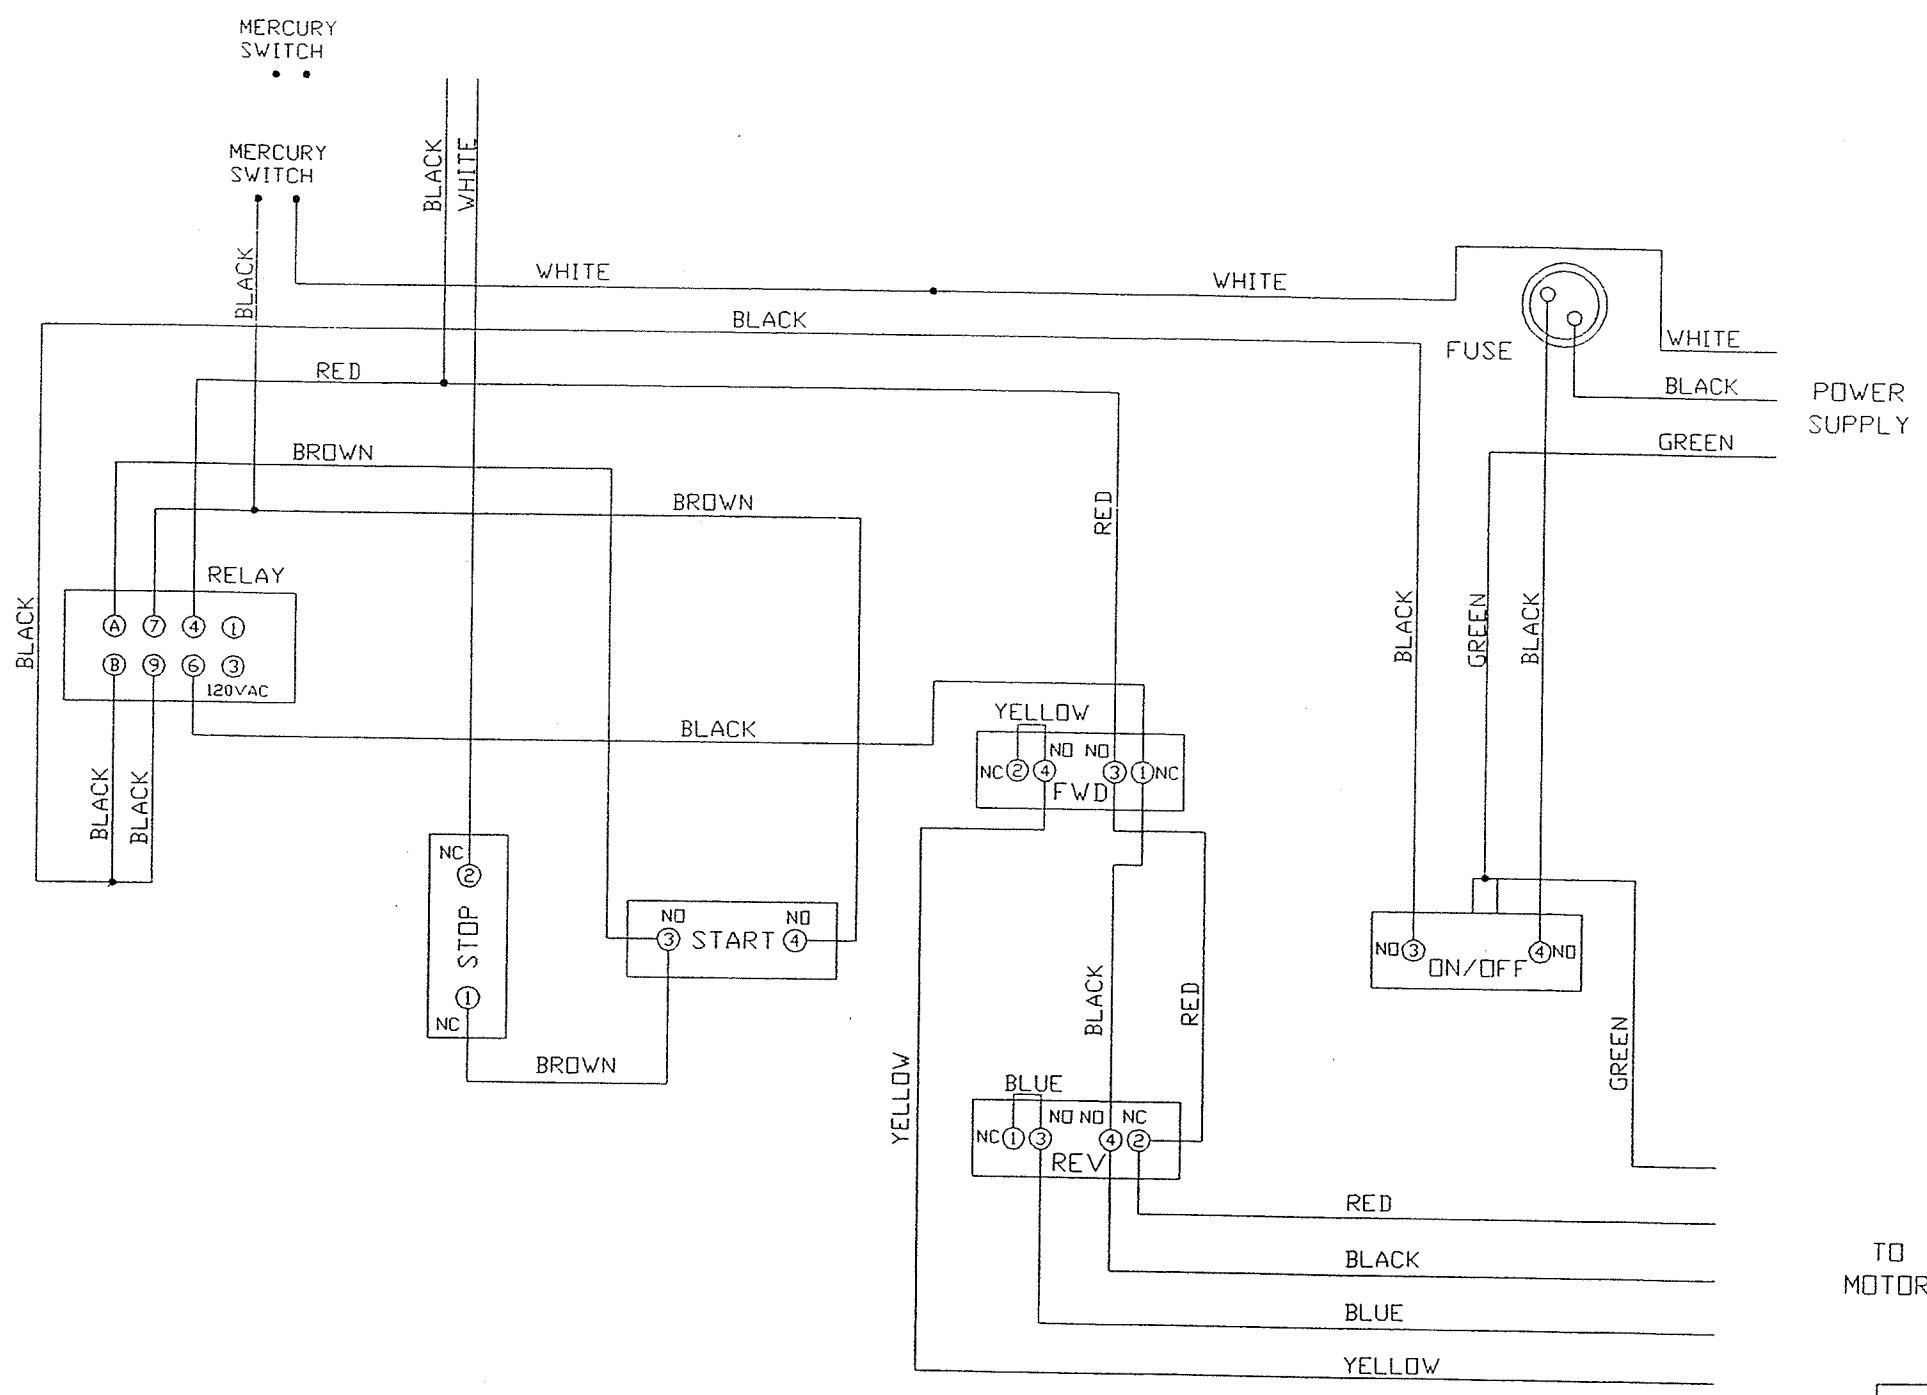 MERCURY
SWITCH
MERCURY
SWITCH
BLACK
WHITE
BLACK
WHITE
WHITE
BLACK
FUSE
WHITE
BLACK
POWER
SUPPLY
GREEN
RED
BROWN
BROWN
RED
RELAY
A 7 4 1
B 9 6 3
120VAC
BLACK
BLACK
GREEN
BLACK
BLACK
YELLOW
NO NO
NC 2 4 3 1 NC
FWD
BLACK
BLACK
NC
2
STOP
1
NC
NO NO
3 START 4
BROWN
NO 3 4 NO
ON/OFF
BLACK
RED
GREEN
YELLOW
BLUE
NO NO NC
NC 1 3 4 2
REV
RED
BLACK
BLUE
YELLOW
TO
MOTOR